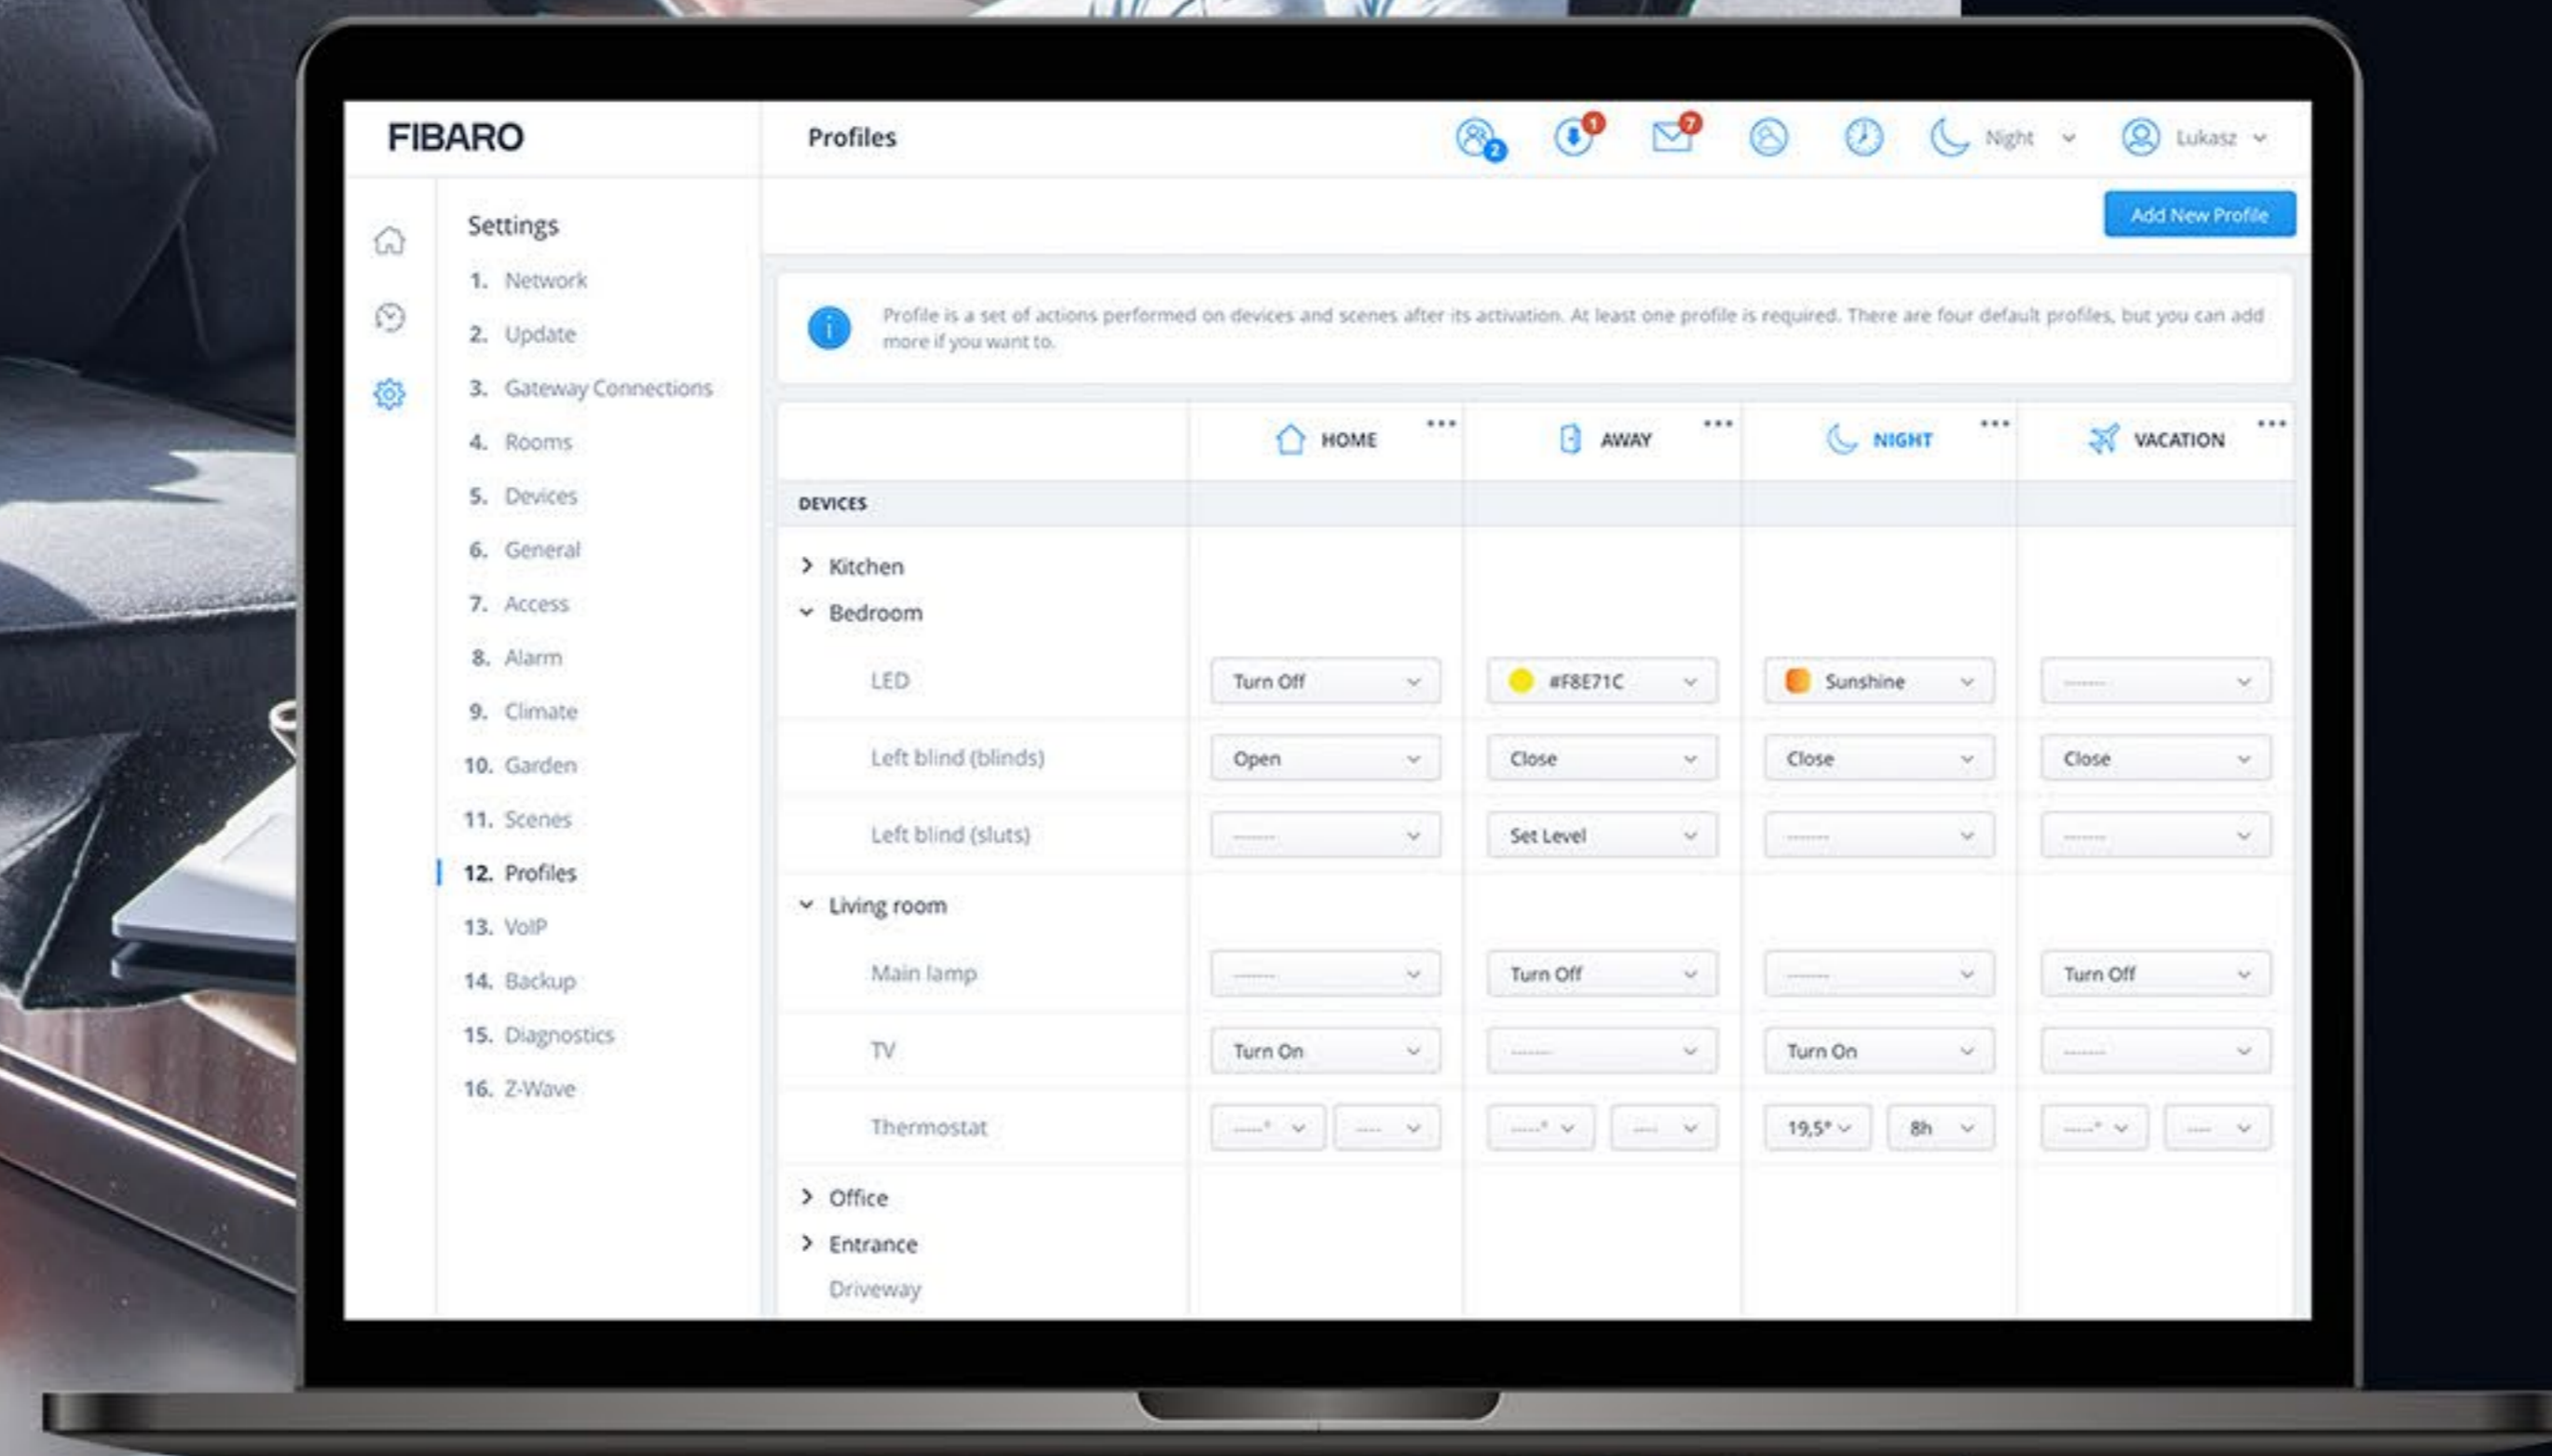 FIBARO
Profiles
2
1
7
Night
Lukasz
Add New Profile
Settings
1. Network
2. Update
3. Gateway Connections
4. Rooms
5. Devices
6. General
7. Access
8. Alarm
9. Climate
10. Garden
11. Scenes
12. Profiles
13. VoIP
14. Backup
15. Diagnostics
16. Z-Wave
i
Profile is a set of actions performed on devices and scenes after its activation. At least one profile is required. There are four default profiles, but you can add
more if you want to.
HOME AWAY NIGHT VACATION
DEVICES
Kitchen
Bedroom
LED Turn Off #F8E71C Sunshine -------
Left blind (blinds) Open Close Close Close
Left blind (sluts) ------- Set Level ------- -------
Living room
Main lamp ------- Turn Off ------- Turn Off
TV Turn On ------- Turn On -------
Thermostat -----° ---- -----° ---- 19,5° 8h -----° ----
Office
Entrance
Driveway